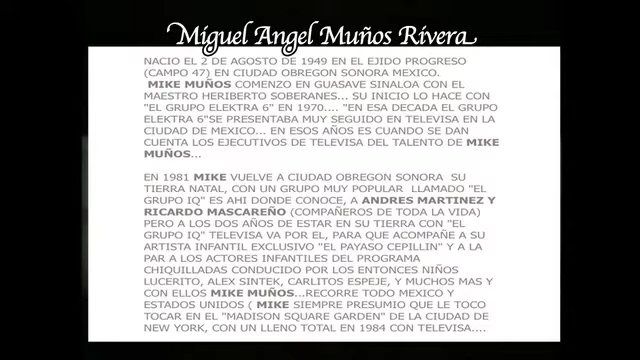 Miguel Angel Muños Rivera
NACIO EL 2 DE AGOSTO DE 1949 EN EL EJIDO PROGRESO
(CAMPO 47) EN CIUDAD OBREGON SONORA MEXICO.
MIKE MUÑOS COMENZO EN GUASAVE SINALOA CON EL
MAESTRO HERIBERTO SOBERANES... SU INICIO LO HACE CON
"EL GRUPO ELEKTRA 6" EN 1970.... "EN ESA DECADA EL GRUPO
ELEKTRA 6"SE PRESENTABA MUY SEGUIDO EN TELEVISA EN LA
CIUDAD DE MEXICO... EN ESOS AÑOS ES CUANDO SE DAN
CUENTA LOS EJECUTIVOS DE TELEVISA DEL TALENTO DE MIKE
MUÑOS...
EN 1981 MIKE VUELVE A CIUDAD OBREGON SONORA SU
TIERRA NATAL, CON UN GRUPO MUY POPULAR LLAMADO "EL
GRUPO IQ" ES AHI DONDE CONOCE, A ANDRES MARTINEZ Y
RICARDO MASCAREÑO (COMPAÑEROS DE TODA LA VIDA)
PERO A LOS DOS AÑOS DE ESTAR EN SU TIERRA CON "EL
GRUPO IQ" TELEVISA VA POR EL, PARA QUE ACOMPAÑE A SU
ARTISTA INFANTIL EXCLUSIVO "EL PAYASO CEPILLIN" Y A LA
PAR A LOS ACTORES INFANTILES DEL PROGRAMA
CHIQUILLADAS CONDUCIDO POR LOS ENTONCES NIÑOS
LUCERITO, ALEX SINTEK, CARLITOS ESPEJE, Y MUCHOS MAS Y
CON ELLOS MIKE MUÑOS...RECORRE TODO MEXICO Y
ESTADOS UNIDOS ( MIKE SIEMPRE PRESUMIO QUE LE TOCO
TOCAR EN EL "MADISON SQUARE GARDEN" DE LA CIUDAD DE
NEW YORK, CON UN LLENO TOTAL EN 1984 CON TELEVISA....